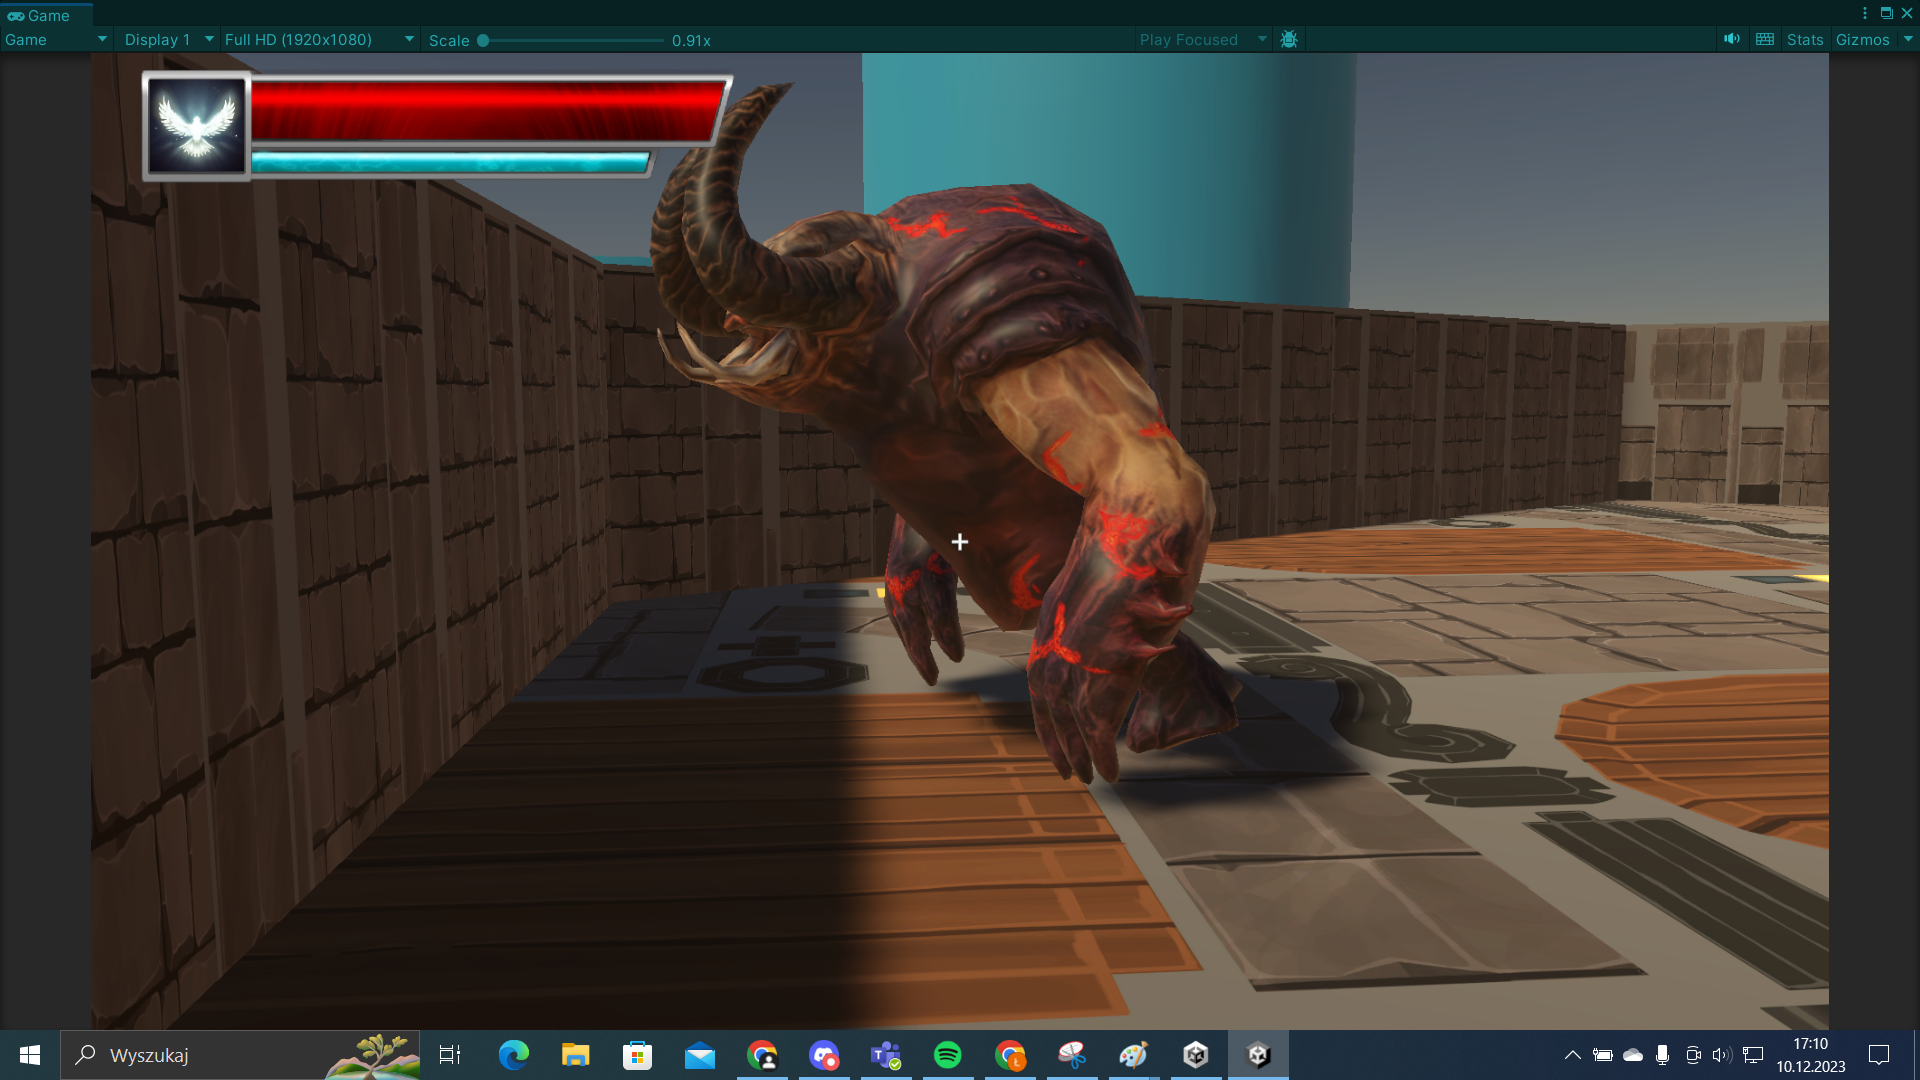 Game
Game Display 1 Full HD (1920x1080) Scale 0.91x Play Focused Stats Gizmos
Wyszukaj
17:10
10.12.2023